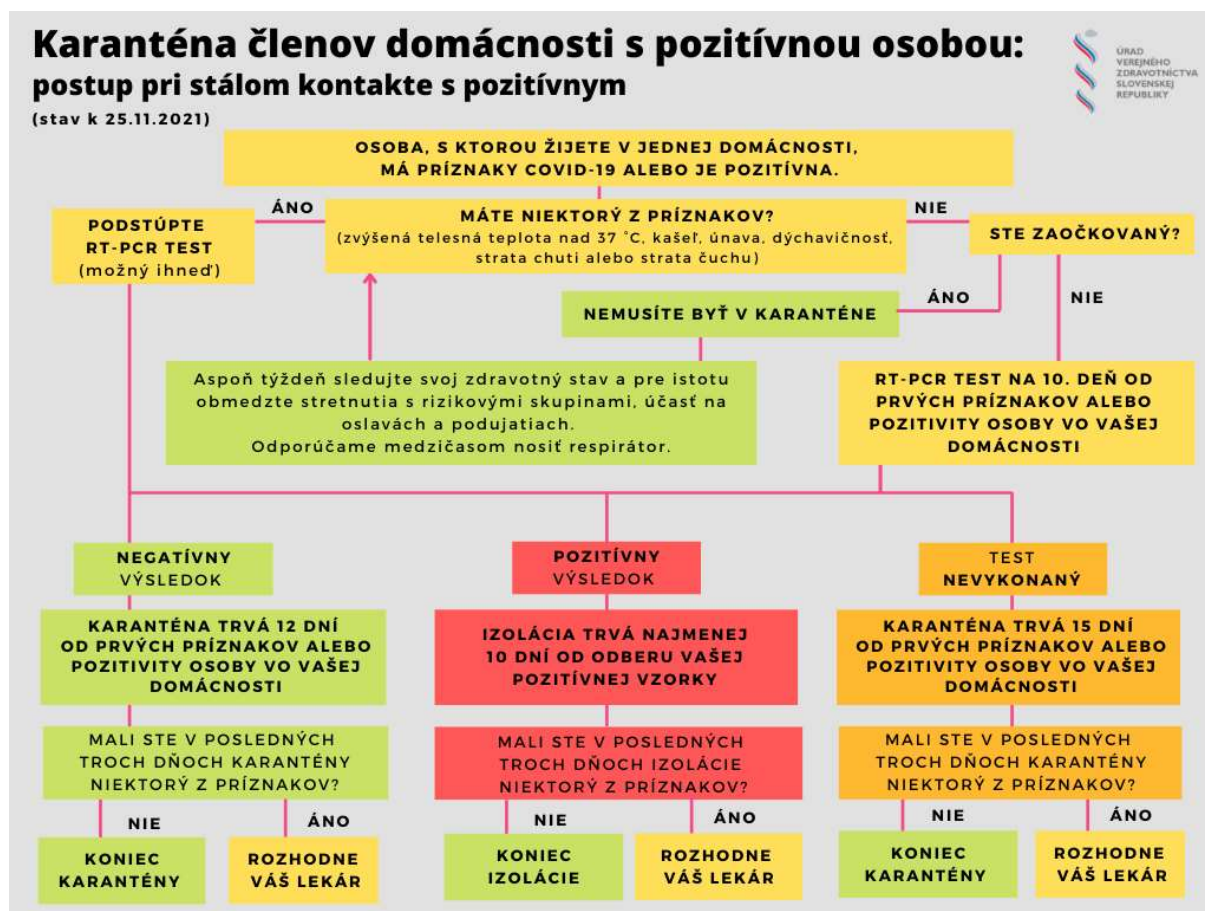 Karanténa členov domácnosti s pozitívnou osobou:
postup pri stálom kontakte s pozitívnym
(stav k 25.11.2021)
ÚRAD
VEREJNÉHO
ZDRAVOTNÍCTVA
SLOVENSKEJ
REPUBLIKY
OSOBA, S KTOROU ŽIJETE V JEDNEJ DOMÁCNOSTI,
MÁ PRÍZNAKY COVID-19 ALEBO JE POZITÍVNA.
ÁNO
NIE
PODSTÚPTE
RT-PCR TEST
(možný ihneď)
MÁTE NIEKTORÝ Z PRÍZNAKOV?
(zvýšená telesná teplota nad 37 °C, kašeľ, únava, dýchavičnosť,
strata chuti alebo strata čuchu)
STE ZAOČKOVANÝ?
ÁNO
NIE
NEMUSÍTE BYŤ V KARANTÉNE
Aspoň týždeň sledujte svoj zdravotný stav a pre istotu
obmedzte stretnutia s rizikovými skupinami, účasť na
oslavách a podujatiach.
Odporúčame medzičasom nosiť respirátor.
RT-PCR TEST NA 10. DEŇ OD
PRVÝCH PRÍZNAKOV ALEBO
POZITIVITY OSOBY VO VAŠEJ
DOMÁCNOSTI
NEGATÍVNY
VÝSLEDOK
KARANTÉNA TRVÁ 12 DNÍ
OD PRVÝCH PRÍZNAKOV ALEBO
POZITIVITY OSOBY VO VAŠEJ
DOMÁCNOSTI
MALI STE V POSLEDNÝCH
TROCH DŇOCH KARANTÉNY
NIEKTORÝ Z PRÍZNAKOV?
NIE
ÁNO
KONIEC
KARANTÉNY
ROZHODNE
VÁŠ LEKÁR
POZITÍVNY
VÝSLEDOK
IZOLÁCIA TRVÁ NAJMENEJ
10 DNÍ OD ODBERU VAŠEJ
POZITÍVNEJ VZORKY
MALI STE V POSLEDNÝCH
TROCH DŇOCH IZOLÁCIE
NIEKTORÝ Z PRÍZNAKOV?
NIE
ÁNO
KONIEC
IZOLÁCIE
ROZHODNE
VÁŠ LEKÁR
TEST
NEVYKONANÝ
KARANTÉNA TRVÁ 15 DNÍ
OD PRVÝCH PRÍZNAKOV ALEBO
POZITIVITY OSOBY VO VAŠEJ
DOMÁCNOSTI
MALI STE V POSLEDNÝCH
TROCH DŇOCH KARANTÉNY
NIEKTORÝ Z PRÍZNAKOV?
NIE
ÁNO
KONIEC
KARANTÉNY
ROZHODNE
VÁŠ LEKÁR